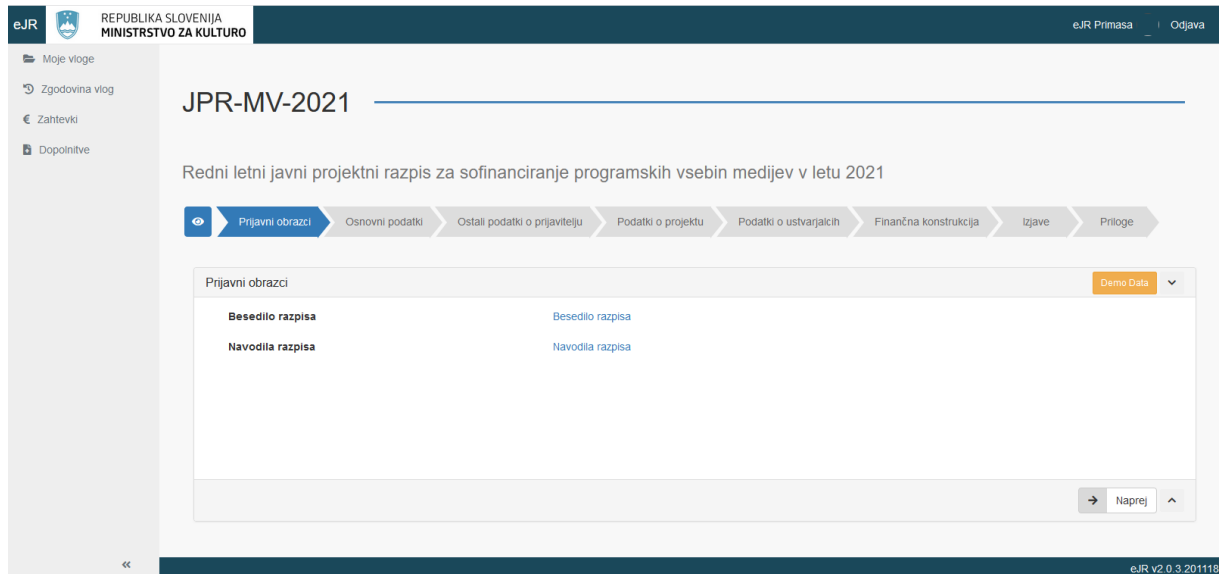 eJR
REPUBLIKA SLOVENIJA
MINISTRSTVO ZA KULTURO
eJR Primasa
Odjava
Moje vloge
Zgodovina vlog
€ Zahtevki
Dopolnitve
JPR-MV-2021
Redni letni javni projektni razpis za sofinanciranje programskih vsebin medijev v letu 2021
Prijavni obrazci
Osnovni podatki
Ostali podatki o prijavitelju
Podatki o projektu
Podatki o ustvarjalcih
Finančna konstrukcija
Izjave
Priloge
Prijavni obrazci
Demo Data
Besedilo razpisa
Besedilo razpisa
Navodila razpisa
Navodila razpisa
Naprej
eJR v2.0.3.201118